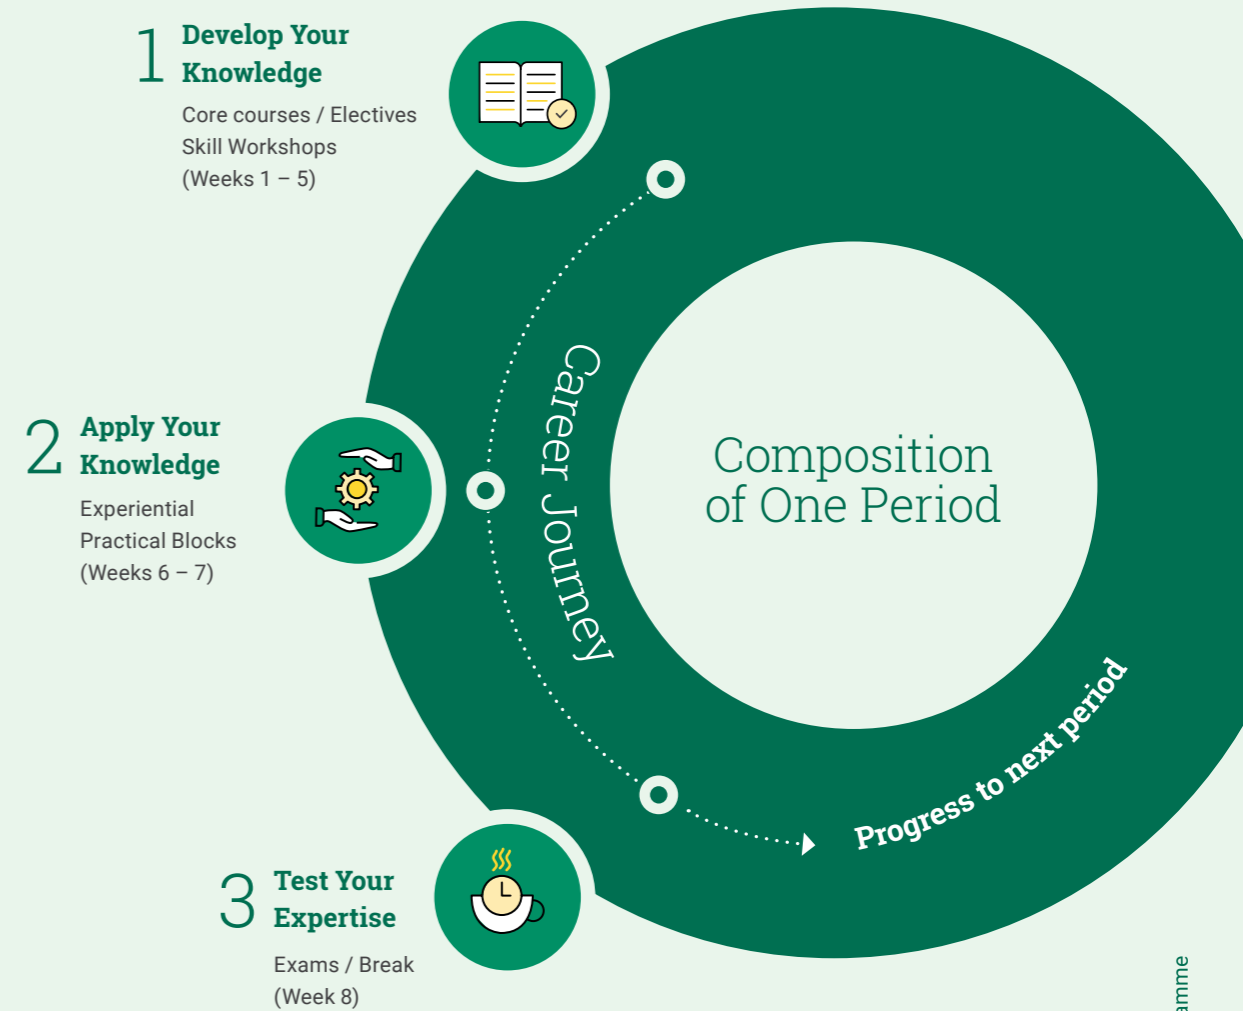 1
Develop Your
Knowledge
Core courses / Electives
Skill Workshops
(Weeks 1 – 5)
2
Apply Your
Knowledge
Experiential
Practical Blocks
(Weeks 6 – 7)
3
Test Your
Expertise
Exams / Break
(Week 8)
Career Journey
Composition
of One Period
Progress to next period